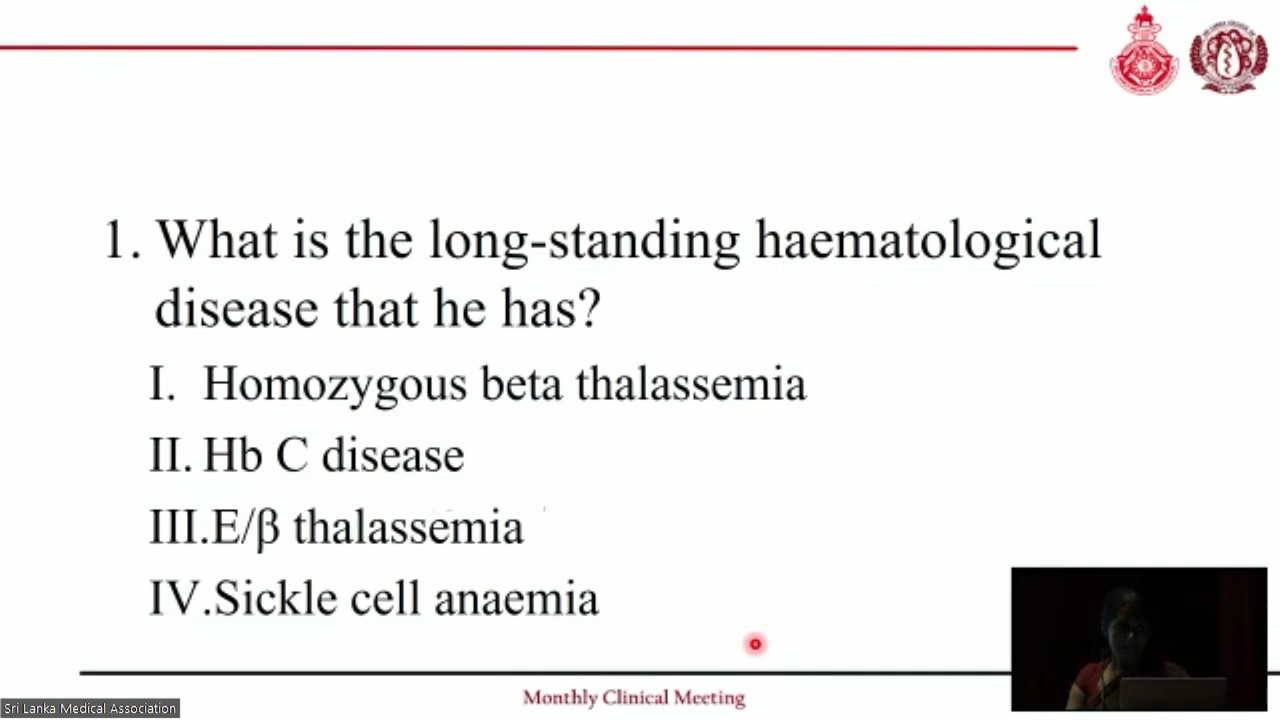 1. What is the long-standing haematological
disease that he has?
I. Homozygous beta thalassemia
II. Hb C disease
III.E/β thalassemia
IV.Sickle cell anaemia
Monthly Clinical Meeting
Sri Lanka Medical Association